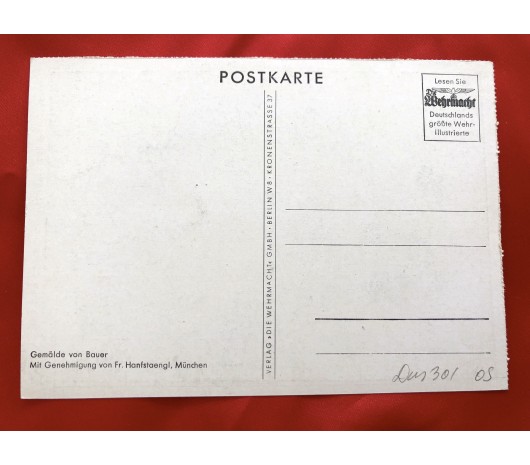 POSTKARTE
Lesen Sie
Die Wehrmacht
Deutschlands
größte Wehr-
illustrierte
VERLAG »DIE WEHRMACHT« GMBH · BERLIN W 8 · KRONENSTRASSE 37
Gemälde von Bauer
Mit Genehmigung von Fr. Hanfstaengl, München
301 OS